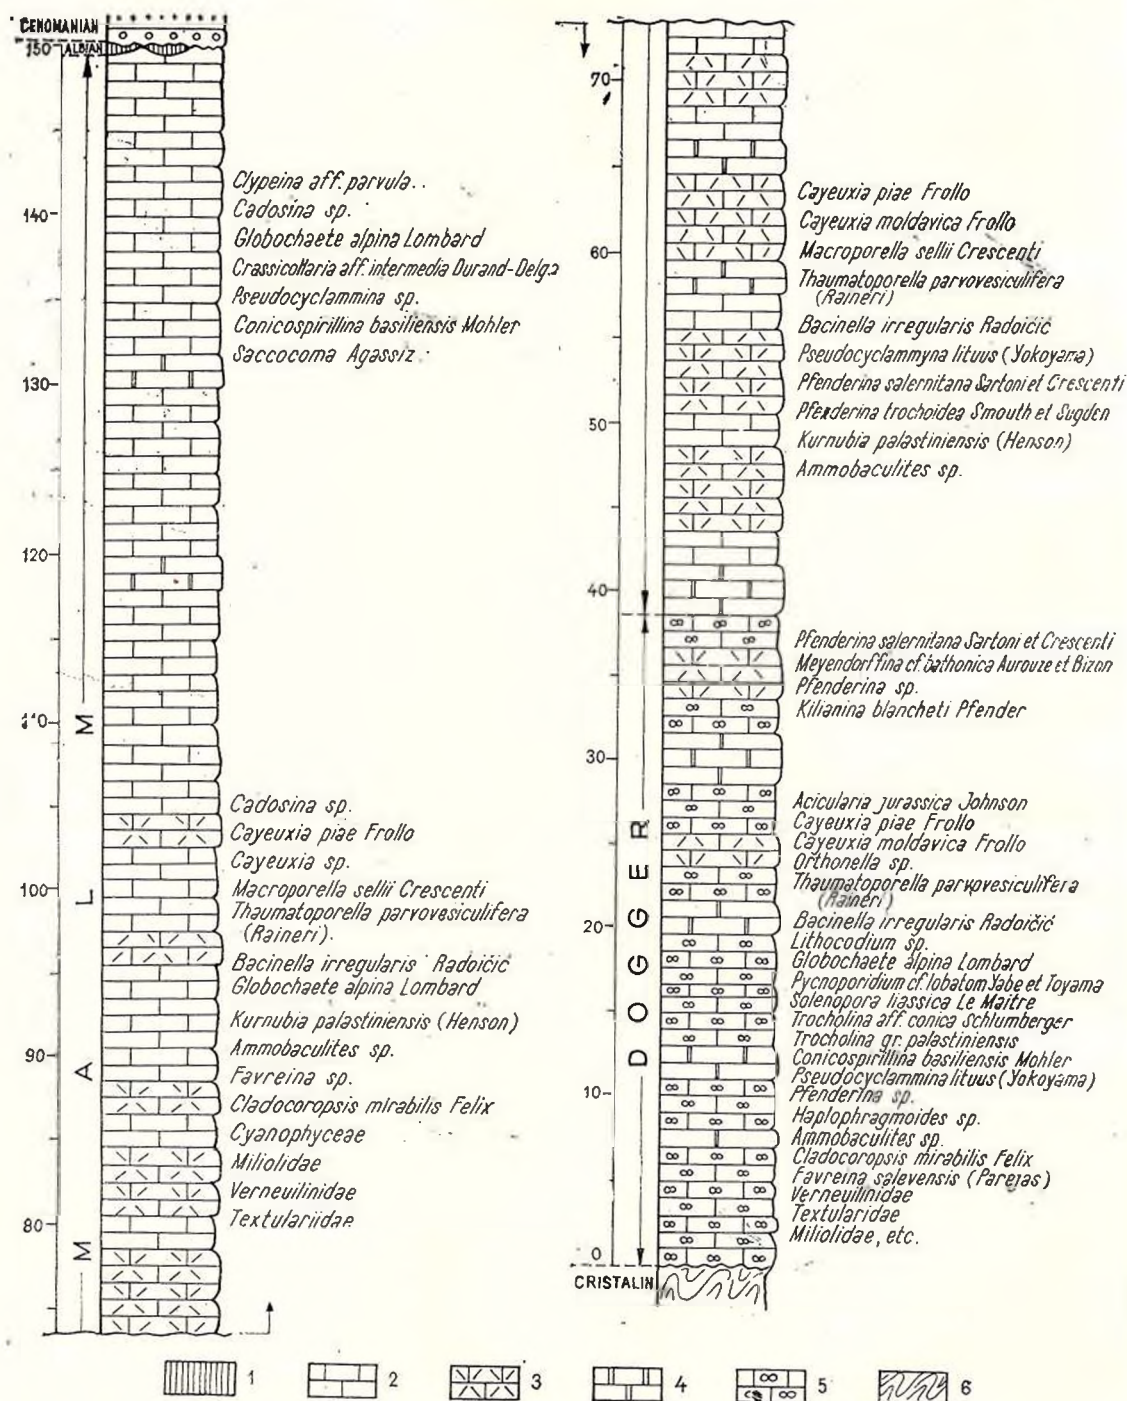 CENOMANIAN
150
ALBIAN
140
130
120
110
100
90
80
M A L M
Clypeina aff. parvula..
Cadosina sp.
Globochaete alpina Lombard
Crassicollaria aff. intermedia Durand-Delga
Pseudocyclammina sp.
Conicospirillina basiliensis Mohler
Saccocoma Agassiz
Cadosina sp.
Cayeuxia piae Frollo
Cayeuxia sp.
Macroporella sellii Crescenti
Thaumatoporella parvovesiculifera
(Raineri).
Bacinella irregularis Radoičić
Globochaete alpina Lombard
Kurnubia palastiniensis (Henson)
Ammobaculites sp.
Favreina sp.
Cladocoropsis mirabilis Felix
Cyanophyceae
Miliolidae
Verneuilinidae
Textulariidae
70
60
50
40
30
20
10
0
D O G G E R
CRISTALIN
Cayeuxia piae Frollo
Cayeuxia moldavica Frollo
Macroporella sellii Crescenti
Thaumatoporella parvovesiculifera
(Raineri)
Bacinella irregularis Radoičić
Pseudocyclammyna lituus (Yokoyama)
Pfenderina salernitana Sartoni et Crescenti
Pfenderina trochoidea Smouth et Sugden
Kurnubia palastiniensis (Henson)
Ammobaculites sp.
Pfenderina salernitana Sartoni et Crescenti
Meyendorffina cf. bathonica Aurouze et Bizon
Pfenderina sp.
Kilianina blancheti Pfender
Acicularia jurassica Johnson
Cayeuxia piae Frollo
Cayeuxia moldavica Frollo
Orthonella sp.
Thaumatoporella parvovesiculifera
(Raineri)
Bacinella irregularis Radoičić
Lithocodium sp.
Globochaete alpina Lombard
Pycnoporidium cf. lobatom Yabe et Toyama
Solenopora liassica Le Maitre
Trocholina aff. conica Schlumberger
Trocholina gr. palastiniensis
Conicospirillina basiliensis Mohler
Pseudocyclammina lituus (Yokoyama)
Pfenderina sp.
Haplophragmoides sp.
Ammobaculites sp.
Cladocoropsis mirabilis Felix
Favreina salevensis (Parejas)
Verneuilinidae
Textularidae
Miliolidae, etc.
1 2 3 4 5 6